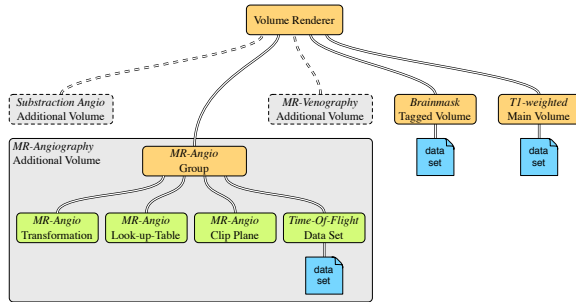 Volume Renderer
Substraction Angio
Additional Volume
MR-Venography
Additional Volume
Brainmask
Tagged Volume
T1-weighted
Main Volume
data
set
data
set
MR-Angiography
Additional Volume
MR-Angio
Group
MR-Angio
Transformation
MR-Angio
Look-up-Table
MR-Angio
Clip Plane
Time-Of-Flight
Data Set
data
set